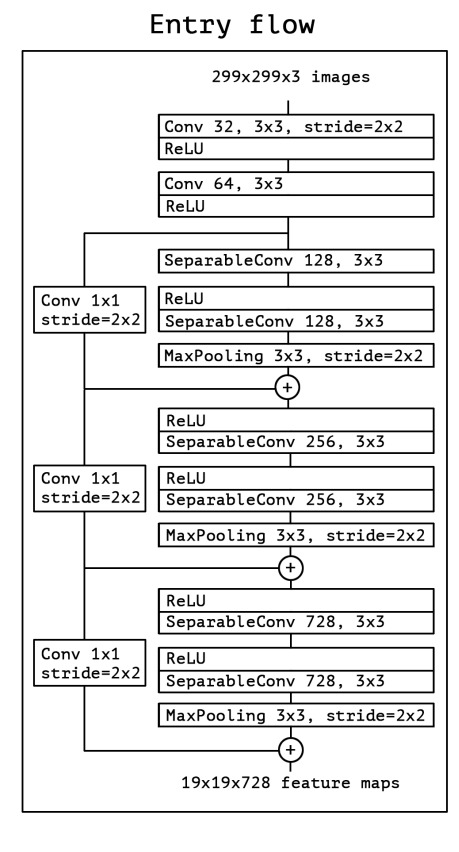 Entry flow
299x299x3 images
Conv 32, 3x3, stride=2x2
ReLU
Conv 64, 3x3
ReLU
SeparableConv 128, 3x3
Conv 1x1
stride=2x2
ReLU
SeparableConv 128, 3x3
MaxPooling 3x3, stride=2x2
+
ReLU
SeparableConv 256, 3x3
Conv 1x1
stride=2x2
ReLU
SeparableConv 256, 3x3
MaxPooling 3x3, stride=2x2
+
ReLU
SeparableConv 728, 3x3
Conv 1x1
stride=2x2
ReLU
SeparableConv 728, 3x3
MaxPooling 3x3, stride=2x2
+
19x19x728 feature maps